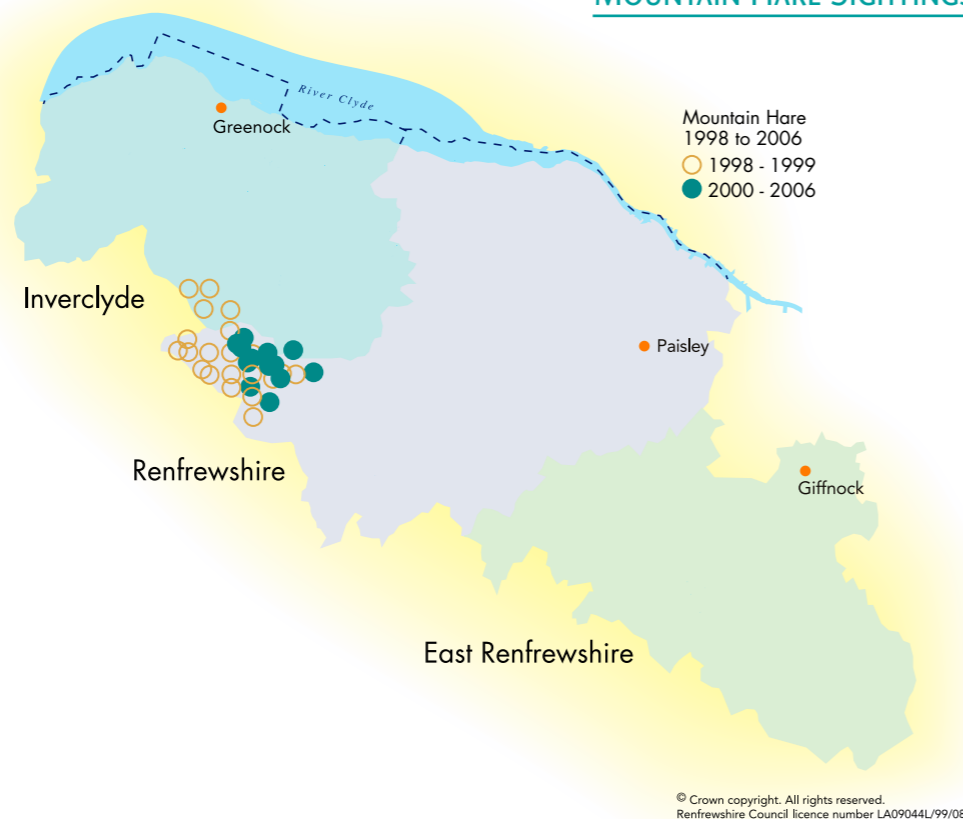 River Clyde
Greenock
Mountain Hare
1998 to 2006
1998 - 1999
2000 - 2006
Inverclyde
Paisley
Renfrewshire
Giffnock
East Renfrewshire
© Crown copyright. All rights reserved.
Renfrewshire Council licence number LA09044L/99/08